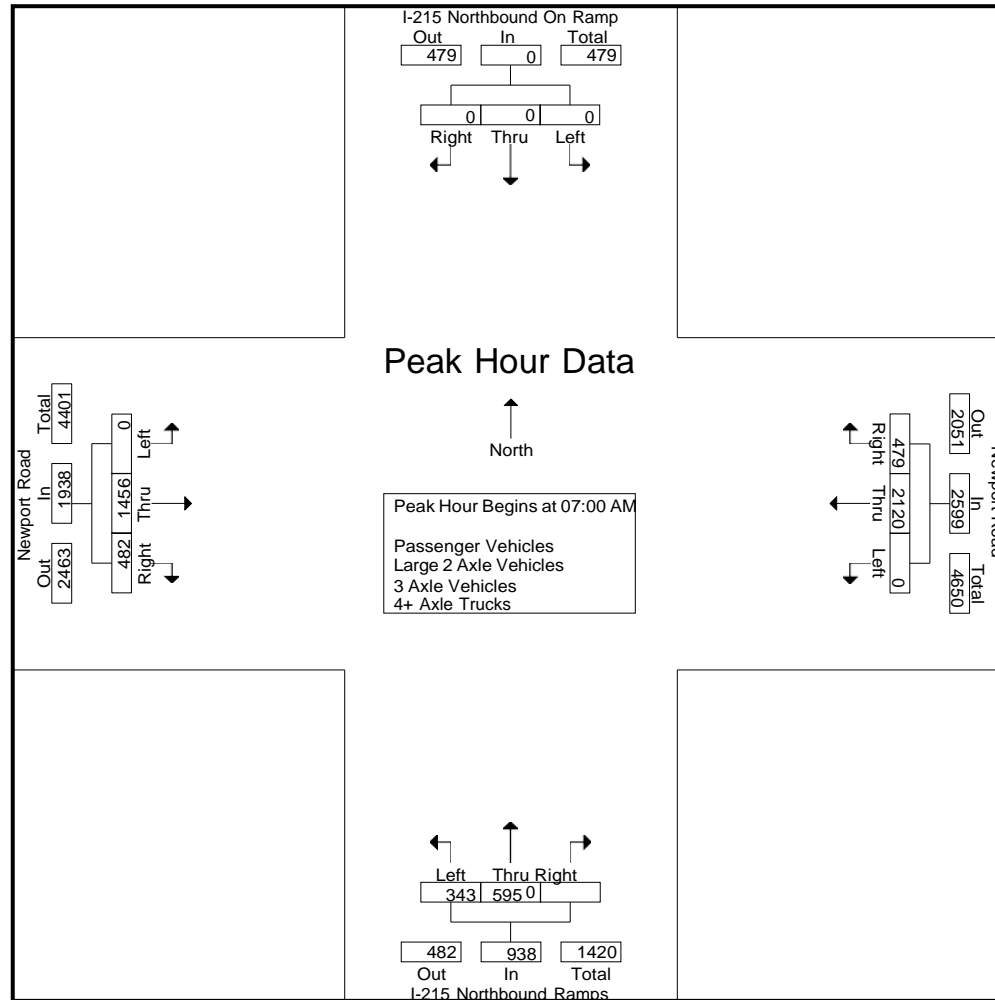 I-215 Northbound On Ramp
Out In Total
479 0 479
0 0 0
Right Thru Left
Peak Hour Data
North
Peak Hour Begins at 07:00 AM
Passenger Vehicles
Large 2 Axle Vehicles
3 Axle Vehicles
4+ Axle Trucks
Newport Road
Out In Total
2463 1938 4401
482 1456 0
Right Thru Left
Newport Road
Out In Total
2051 2599 4650
479 2120 0
Right Thru Left
Left Thru Right
343 595 0
482 938 1420
Out In Total
I-215 Northbound Ramps